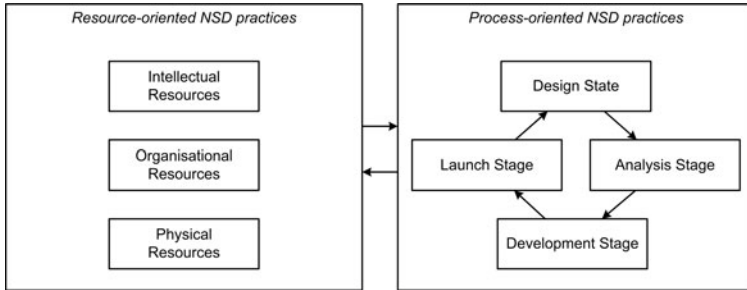 Resource-oriented NSD practices
Intellectual
Resources
Organisational
Resources
Physical
Resources
Process-oriented NSD practices
Design State
Launch Stage
Analysis Stage
Development Stage